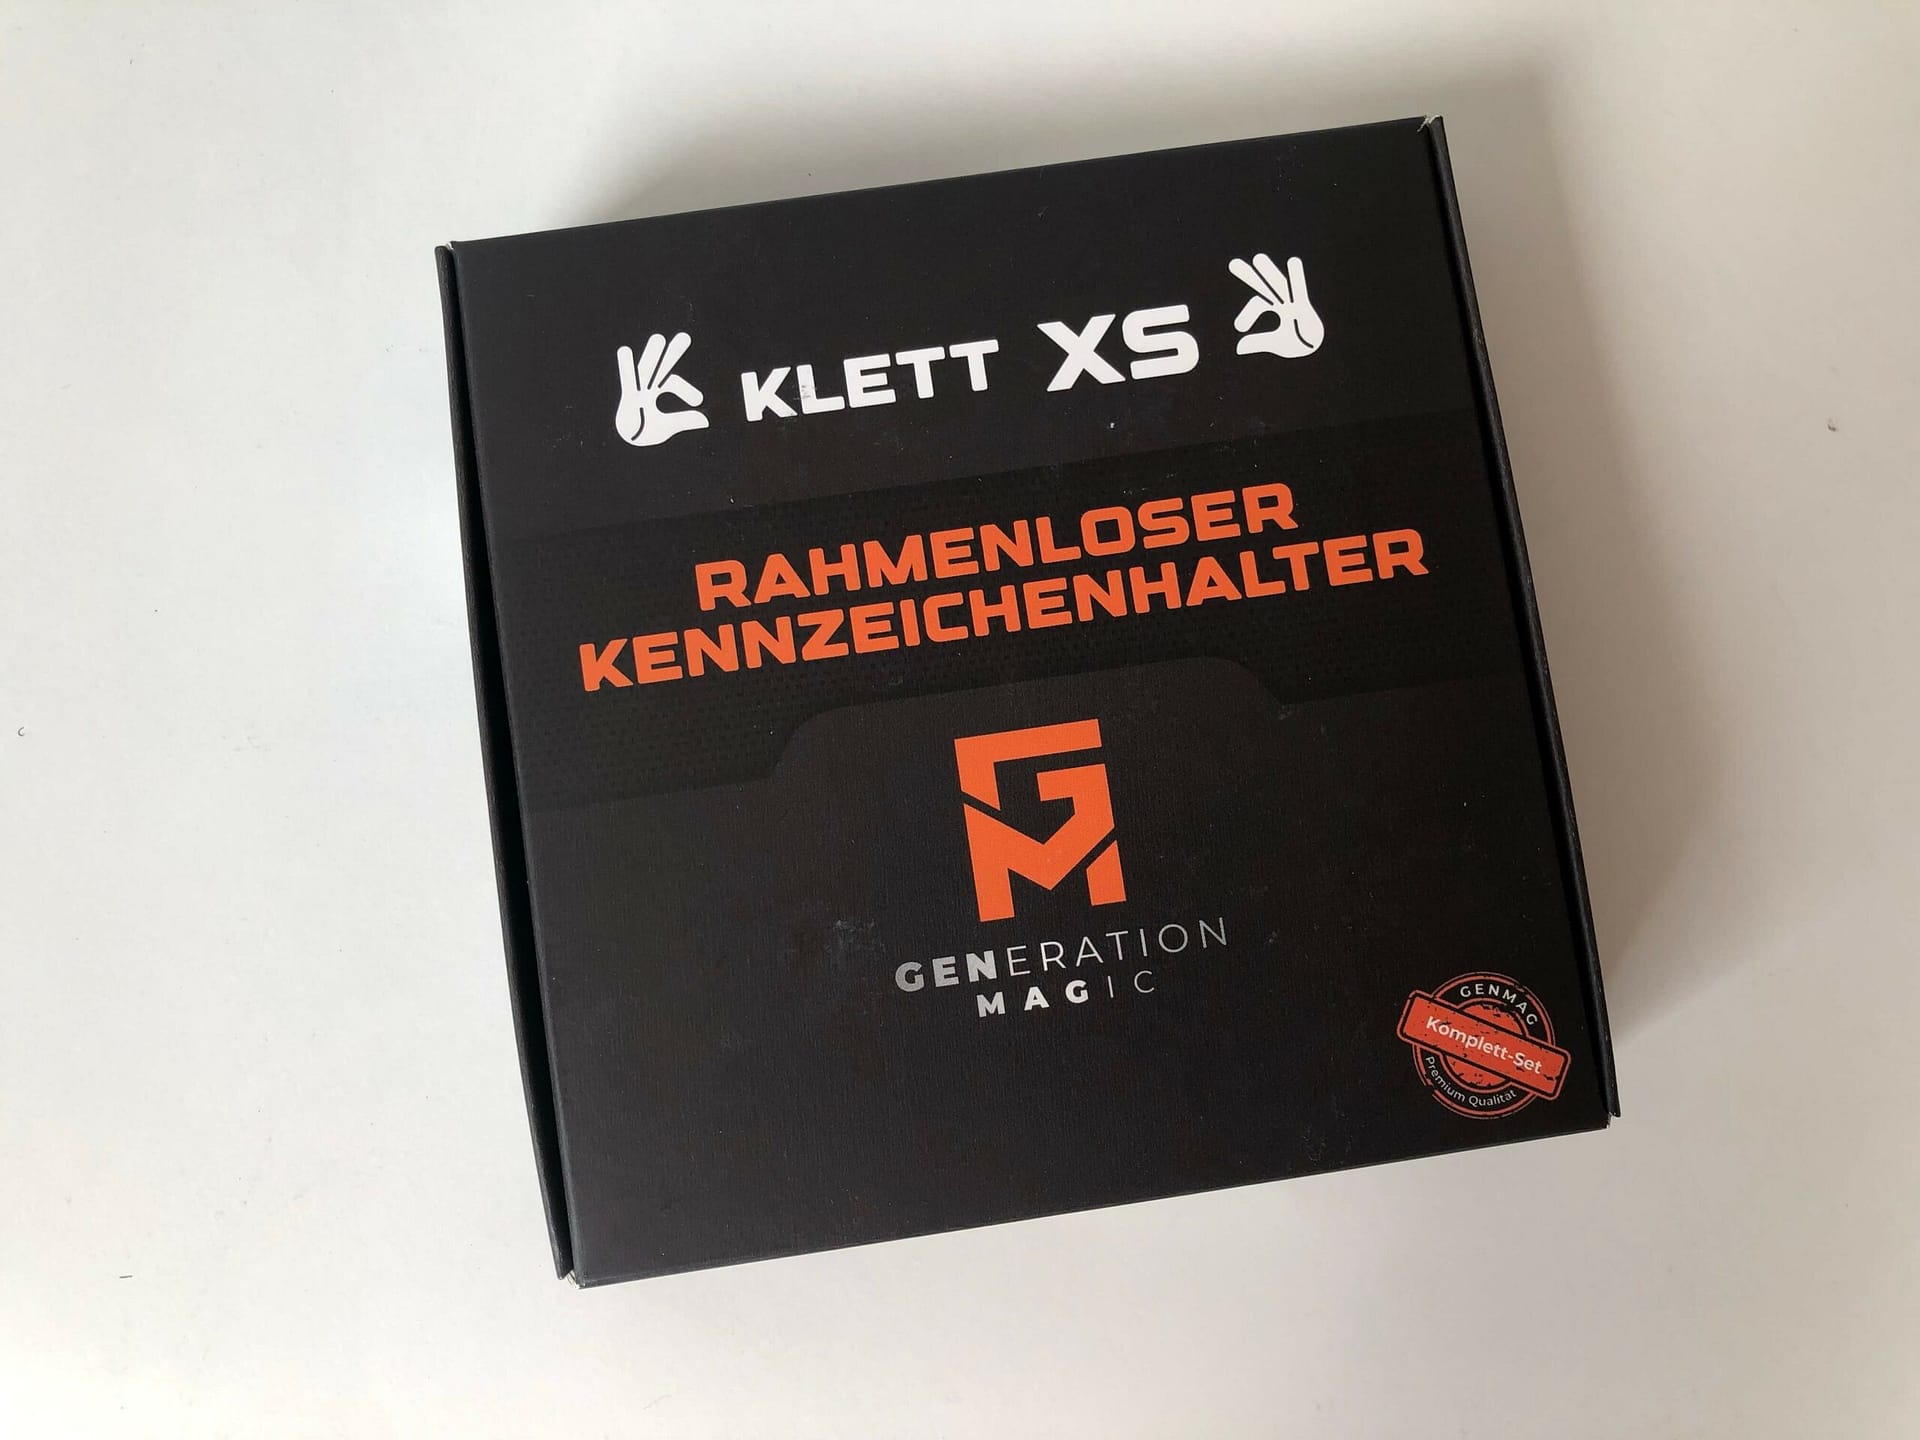 KLETT XS
RAHMENLOSER
KENNZEICHENHALTER
GM
GENERATION
MAGIC
GENMAG
Komplett-Set
Premium Qualität